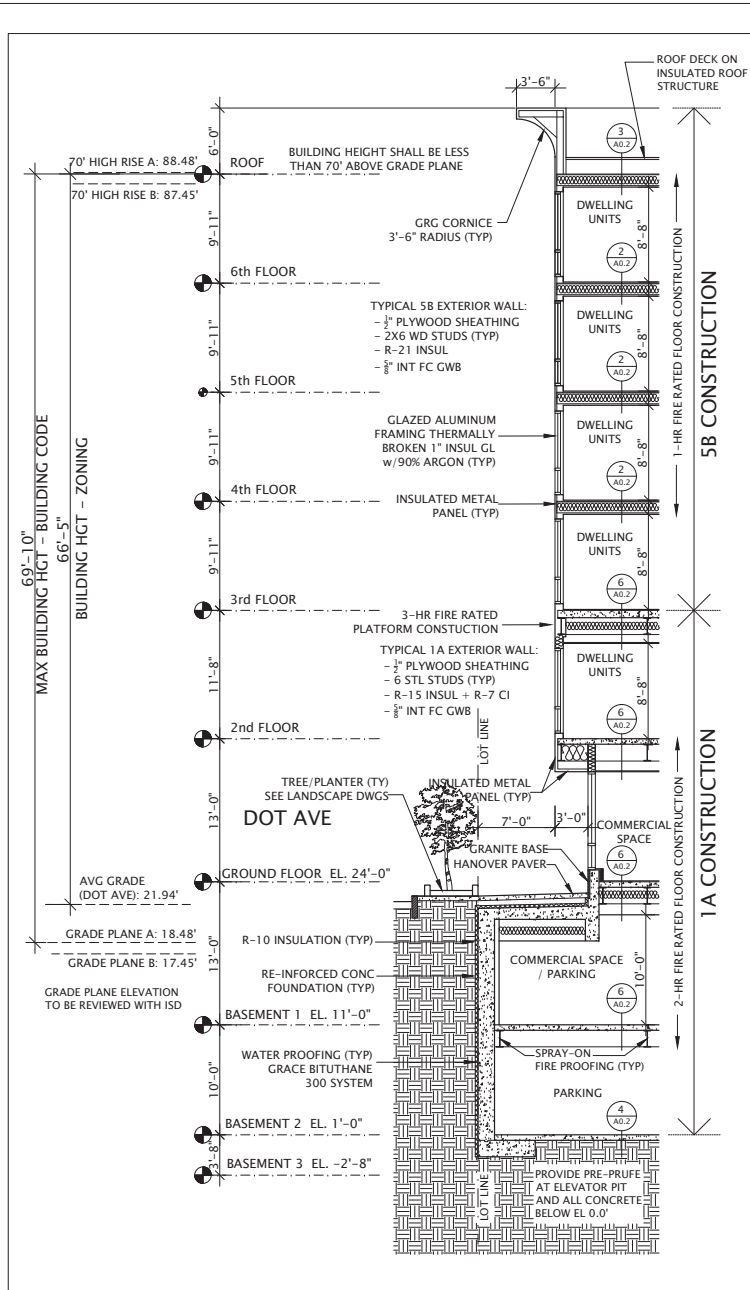 ROOF DECK ON
INSULATED ROOF
STRUCTURE
3'-6"
6'-0"
3
A0.2
70' HIGH RISE A: 88.48'
ROOF
BUILDING HEIGHT SHALL BE LESS
THAN 70' ABOVE GRADE PLANE
70' HIGH RISE B: 87.45'
GRG CORNICE
3'-6" RADIUS (TYP)
DWELLING
UNITS
9'-11"
8'-8"
2
A0.2
6th FLOOR
TYPICAL 5B EXTERIOR WALL:
- ½" PLYWOOD SHEATHING
- 2X6 WD STUDS (TYP)
- R-21 INSUL
- ⅝" INT FC GWB
DWELLING
UNITS
9'-11"
8'-8"
2
A0.2
5th FLOOR
GLAZED ALUMINUM
FRAMING THERMALLY
BROKEN 1" INSUL GL
w/90% ARGON (TYP)
DWELLING
UNITS
9'-11"
8'-8"
2
A0.2
1-HR FIRE RATED FLOOR CONSTRUCTION
5B CONSTRUCTION
4th FLOOR
INSULATED METAL
PANEL (TYP)
DWELLING
UNITS
9'-11"
8'-8"
6
A0.2
69'-10"
MAX BUILDING HGT - BUILDING CODE
66'-5"
BUILDING HGT - ZONING
3rd FLOOR
3-HR FIRE RATED
PLATFORM CONSTUCTION
TYPICAL 1A EXTERIOR WALL:
- ½" PLYWOOD SHEATHING
- 6 STL STUDS (TYP)
- R-15 INSUL + R-7 CI
- ⅝" INT FC GWB
DWELLING
UNITS
11'-8"
8'-8"
6
A0.2
2nd FLOOR
LOT LINE
TREE/PLANTER (TY)
SEE LANDSCAPE DWGS
INSULATED METAL
PANEL (TYP)
DOT AVE
13'-0"
7'-0"
3'-0"
COMMERCIAL
SPACE
GRANITE BASE
HANOVER PAVER
6
A0.2
2-HR FIRE RATED FLOOR CONSTRUCTION
1A CONSTRUCTION
GROUND FLOOR EL. 24'-0"
AVG GRADE
(DOT AVE): 21.94'
GRADE PLANE A: 18.48'
GRADE PLANE B: 17.45'
13'-0"
R-10 INSULATION (TYP)
RE-INFORCED CONC
FOUNDATION (TYP)
COMMERCIAL SPACE
/ PARKING
10'-0"
6
A0.2
GRADE PLANE ELEVATION
TO BE REVIEWED WITH ISD
BASEMENT 1 EL. 11'-0"
WATER PROOFING (TYP)
GRACE BITUTHANE
300 SYSTEM
SPRAY-ON
FIRE PROOFING (TYP)
10'-0"
PARKING
4
A0.2
BASEMENT 2 EL. 1'-0"
3'-8"
BASEMENT 3 EL. -2'-8"
LOT LINE
PROVIDE PRE-PRUFE
AT ELEVATOR PIT
AND ALL CONCRETE
BELOW EL 0.0'